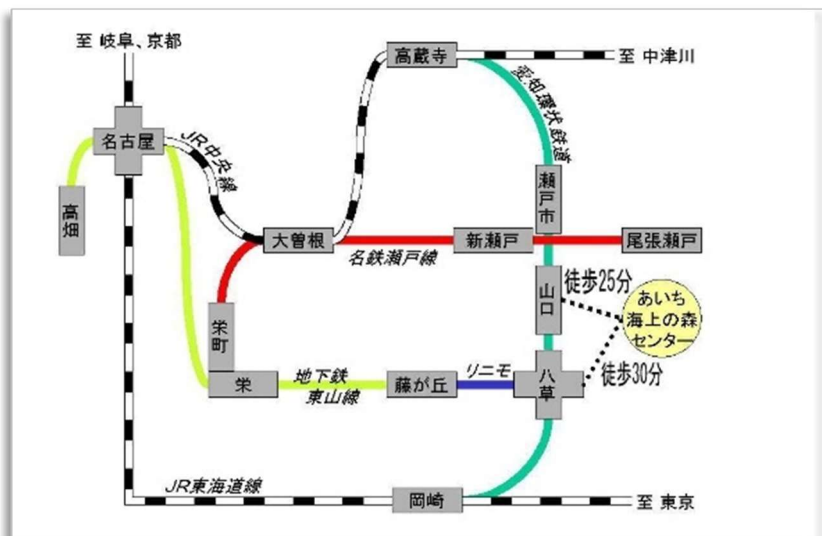 至 岐阜、京都
高蔵寺
至 中津川
愛知環状鉄道
名古屋
JR中央線
高畑
瀬戸市
大曽根
新瀬戸
尾張瀬戸
名鉄瀬戸線
山口
徒歩25分
あいち
海上の森
センター
栄町
栄
地下鉄
東山線
藤が丘
リニモ
八草
徒歩30分
JR東海道線
岡崎
至 東京